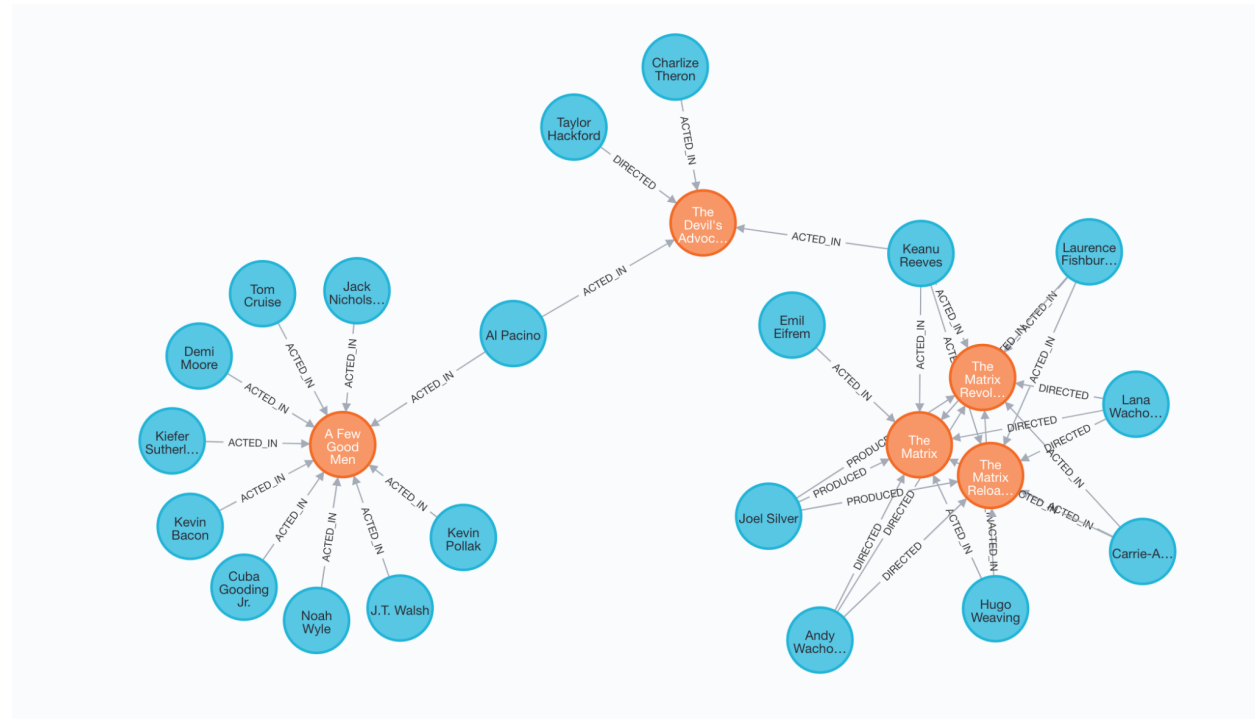 Charlize
Theron
Taylor
Hackford
ACTED_IN
DIRECTED
The
Devil's
Advoc...
ACTED_IN
Keanu
Reeves
Laurence
Fishbur...
Tom
Cruise
Jack
Nichols...
ACTED_IN
Al Pacino
Emil
Eifrem
ACTED_IN
ACTED_IN
ACTED_IN
Demi
Moore
ACTED_IN
ACTED_IN
ACTED_IN
ACTED_IN
ACTED_IN
ACTED_IN
The
Matrix
Revol...
DIRECTED
Lana
Wacho...
Kiefer
Sutherl...
ACTED_IN
A Few
Good
Men
The
Matrix
DIRECTED
DIRECTED
PRODUC
The
Matrix
Reloa...
ACTED_IN
Kevin
Bacon
ACTED_IN
ACTED_IN
Kevin
Pollak
Joel Silver
PRODUCED
PRODUCED
DIRECTED
DIRECTED
DIRECTED
ACTED_IN
ACTED_IN
ACTED_IN
Carrie-A...
ACTED_IN
ACTED_IN
ACTED_IN
Cuba
Gooding
Jr.
Noah
Wyle
J.T. Walsh
Andy
Wacho...
Hugo
Weaving